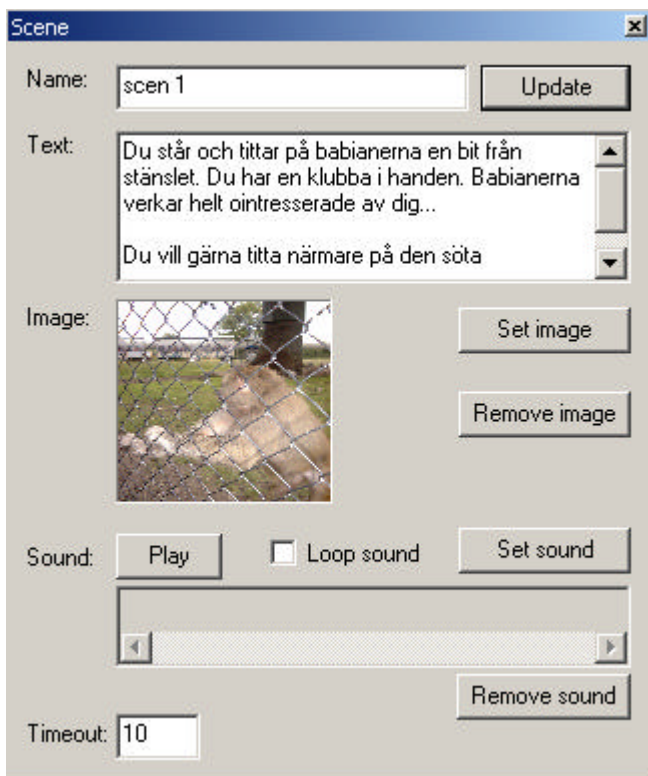 Scene
Name: scen 1 Update
Text: Du står och tittar på babianerna en bit från
stänslet. Du har en klubba i handen. Babianerna
verkar helt ointresserade av dig...
Du vill gärna titta närmare på den söta
Image: Set image
Remove image
Sound: Play Loop sound Set sound
Remove sound
Timeout: 10